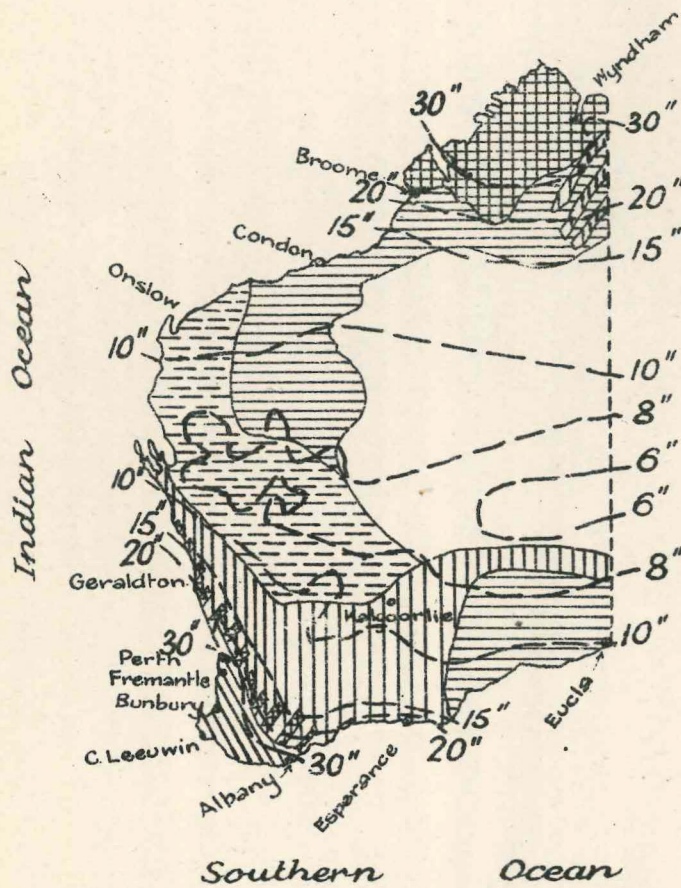 Wyndham
30"
30"
Broome
20"
20"
15"
15"
Condon
Onslow
Indian Ocean
10"
10"
8"
6"
10"
6"
15"
20"
8"
Geraldton
Kalgoorlie
30"
10"
Perth
Fremantle
Bunbury
15"
Eucla
20"
C. Leeuwin
30"
Albany
Esperance
Southern Ocean